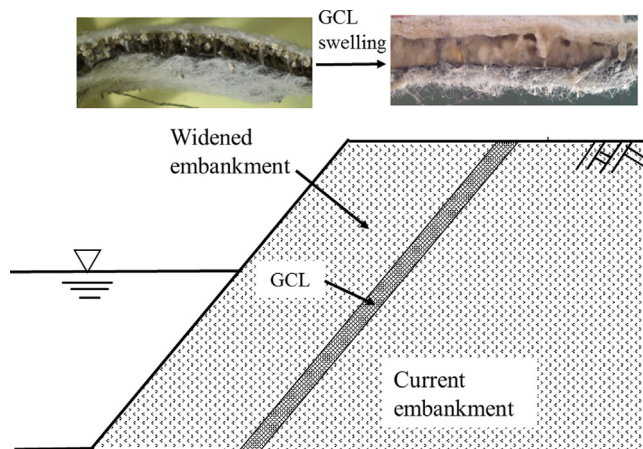 GCL
swelling
Widened
embankment
GCL
Current
embankment